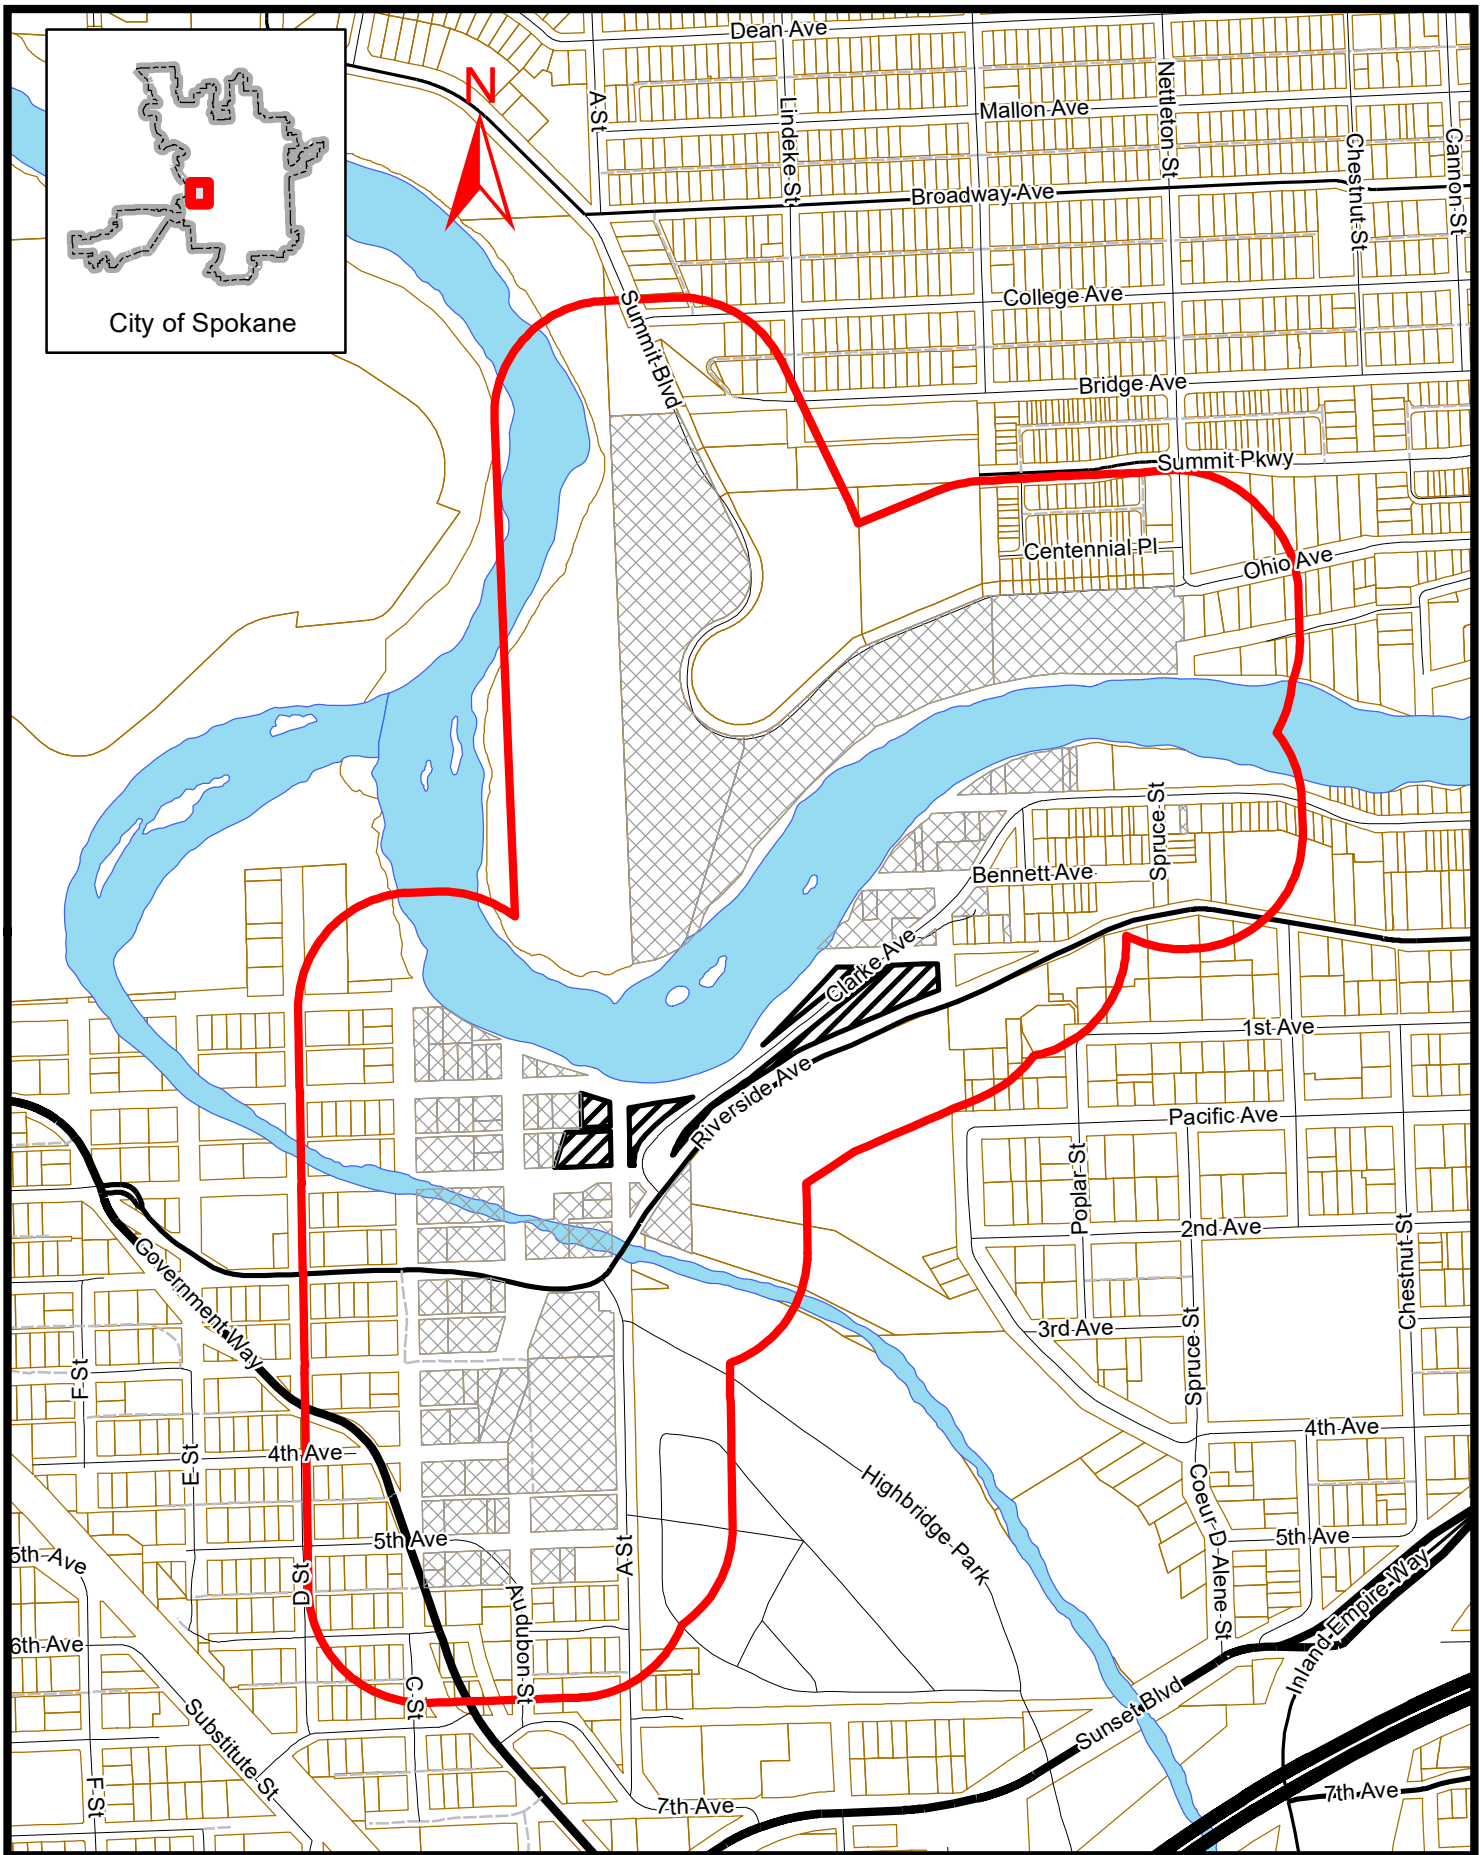 Dean Ave
N
A St
Lindeke St
Nettleton St
Mallon Ave
Chestnut St
Cannon St
Broadway Ave
City of Spokane
Summit Blvd
College Ave
Bridge Ave
Summit Pkwy
Centennial Pl
Ohio Ave
Spruce St
Bennett Ave
Clarke Ave
Riverside Ave
1st Ave
Pacific Ave
Poplar St
2nd Ave
Chestnut St
Government Way
3rd Ave
Spruce St
F St
E St
4th Ave
4th Ave
Highbridge Park
Coeur D Alene St
5th Ave
5th Ave
5th Ave
A St
D St
Audubon St
Inland Empire Way
6th Ave
C St
Substitute St
Sunset Blvd
F St
7th Ave
7th Ave